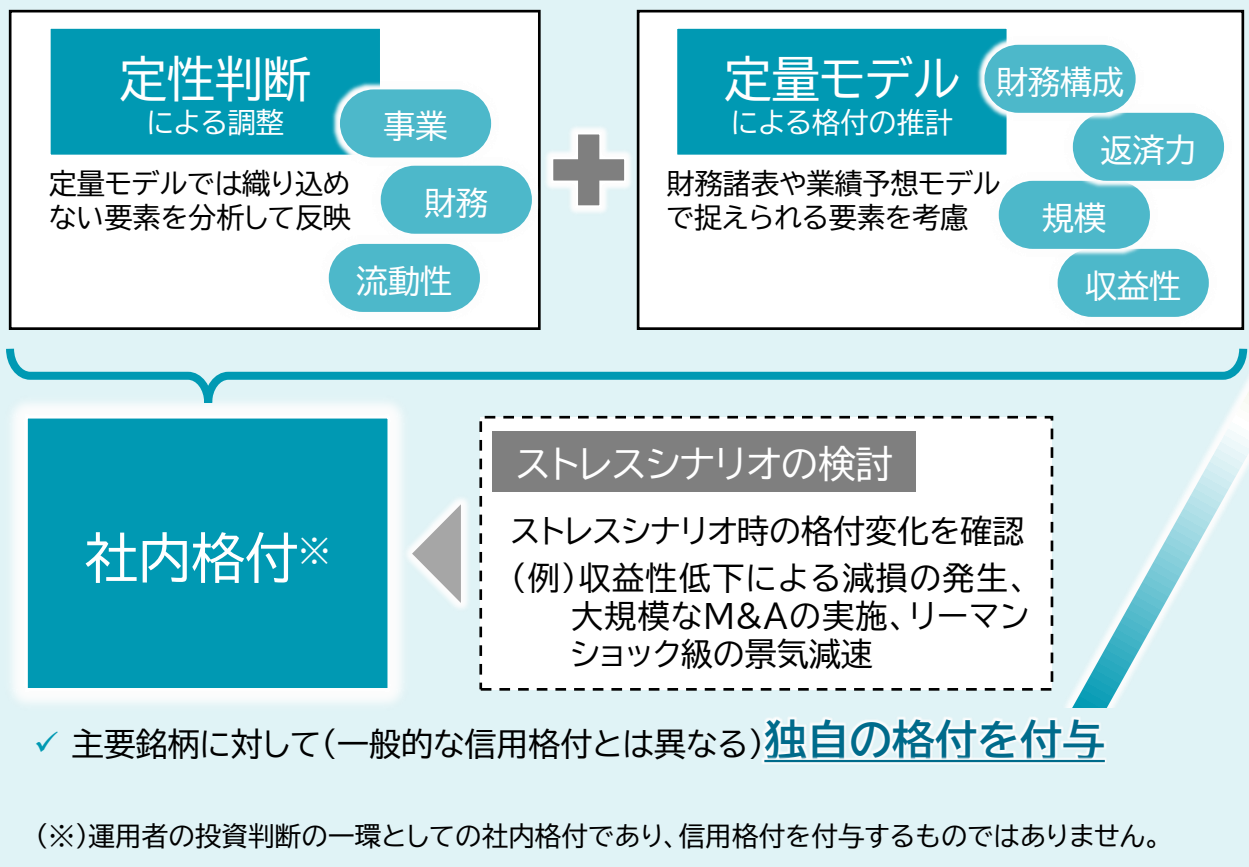 定性判断
による調整
事業
財務
流動性
定量モデルでは織り込め
ない要素を分析して反映
定量モデル
による格付の推計
財務構成
返済力
規模
収益性
財務諸表や業績予想モデル
で捉えられる要素を考慮
社内格付※
ストレスシナリオの検討
ストレスシナリオ時の格付変化を確認
(例)収益性低下による減損の発生、
大規模なM&Aの実施、リーマン
ショック級の景気減速
✓ 主要銘柄に対して(一般的な信用格付とは異なる)独自の格付を付与
(※)運用者の投資判断の一環としての社内格付であり、信用格付を付与するものではありません。